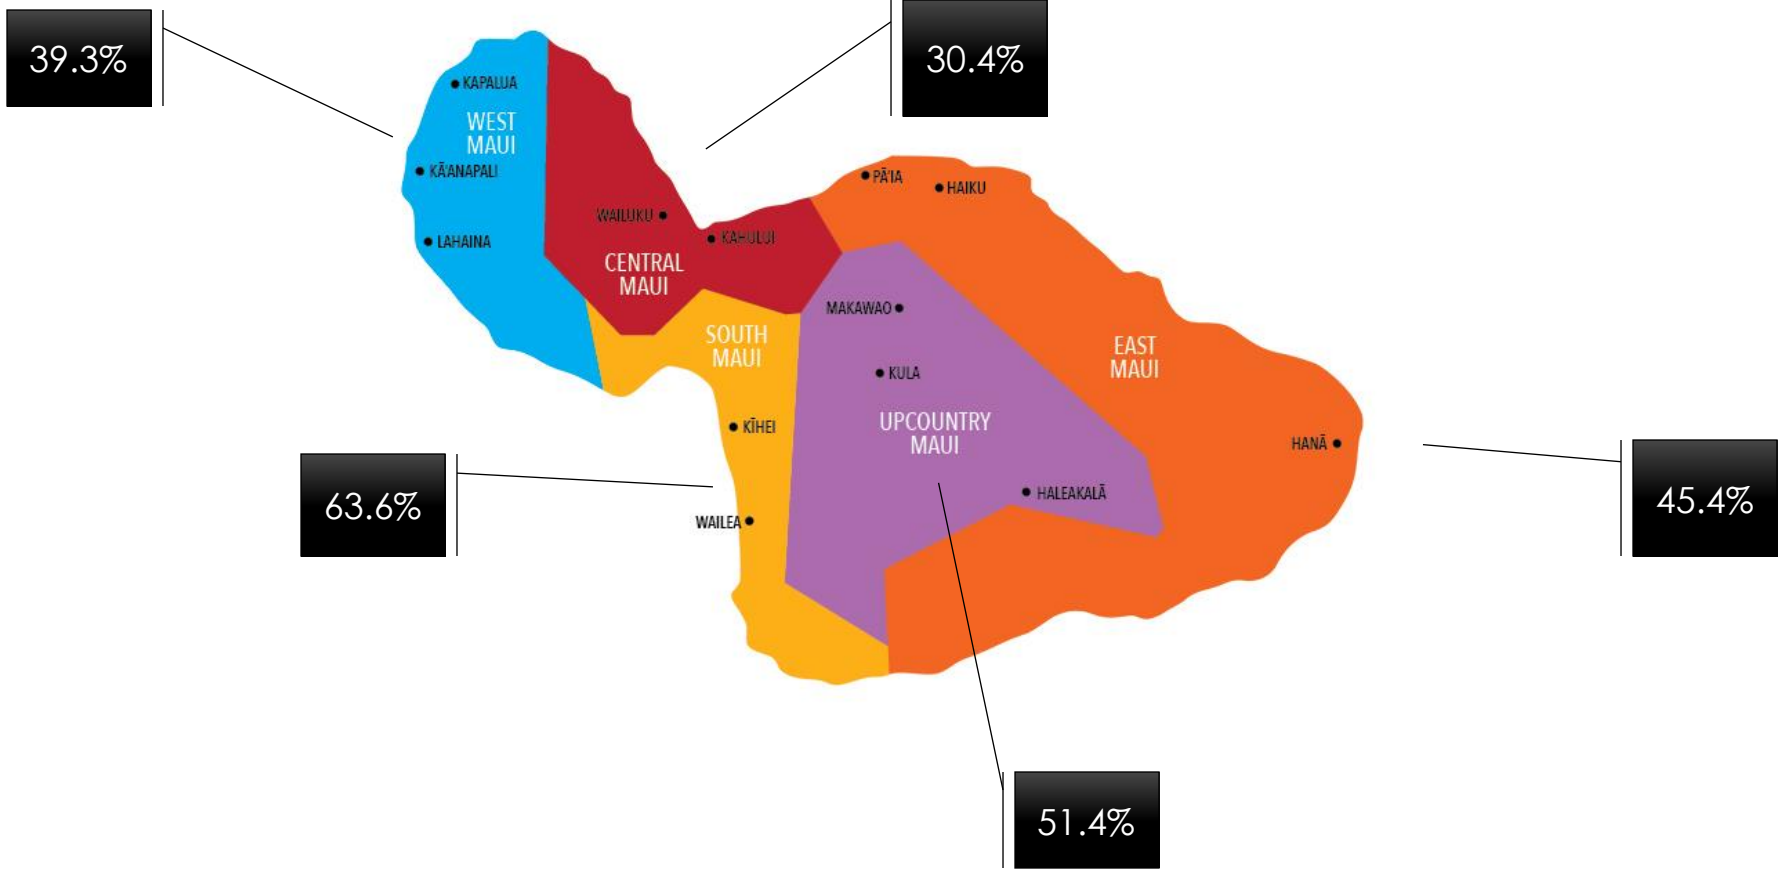 39.3%
30.4%
KAPALUA
WEST
MAUI
KĀ'ANAPALI
LAHAINA
WAILUKU
KAHULUI
CENTRAL
MAUI
PĀ'IA
HAIKU
MAKAWAO
SOUTH
MAUI
KULA
EAST
MAUI
UPCOUNTRY
MAUI
KĪHEI
HANĀ
WAILEA
HALEAKALĀ
63.6%
45.4%
51.4%